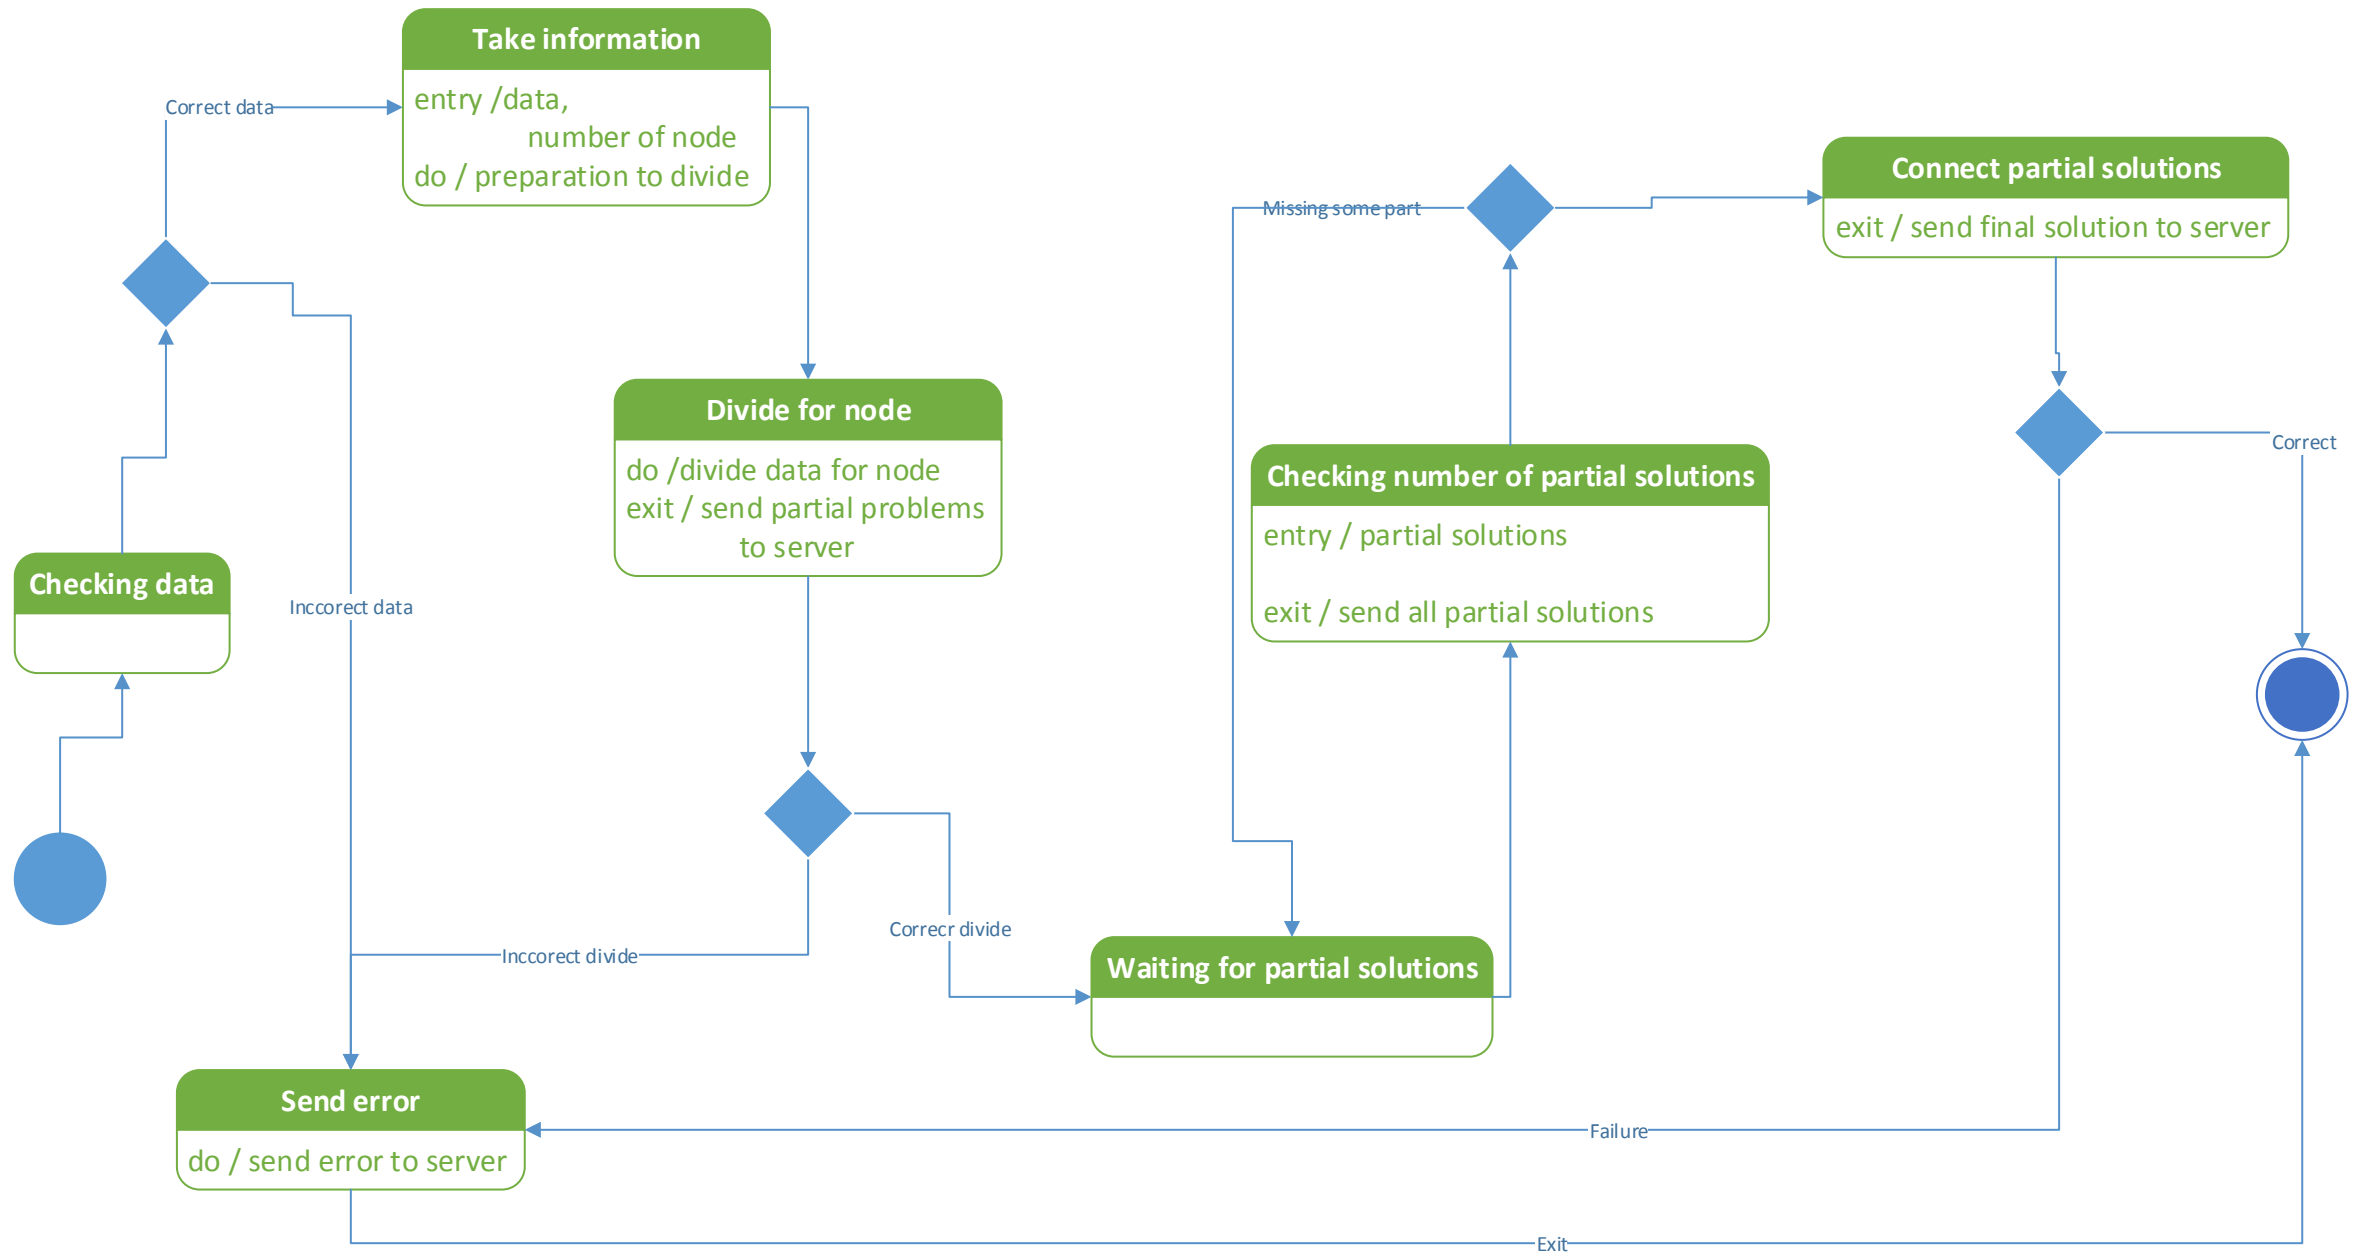 Take information
entry /data,
number of node
do / preparation to divide
Correct data
Connect partial solutions
exit / send final solution to server
Missing some part
Divide for node
do /divide data for node
exit / send partial problems
to server
Checking number of partial solutions
entry / partial solutions
exit / send all partial solutions
Correct
Checking data
Inccorect data
Correcr divide
Inccorect divide
Waiting for partial solutions
Send error
do / send error to server
Failure
Exit